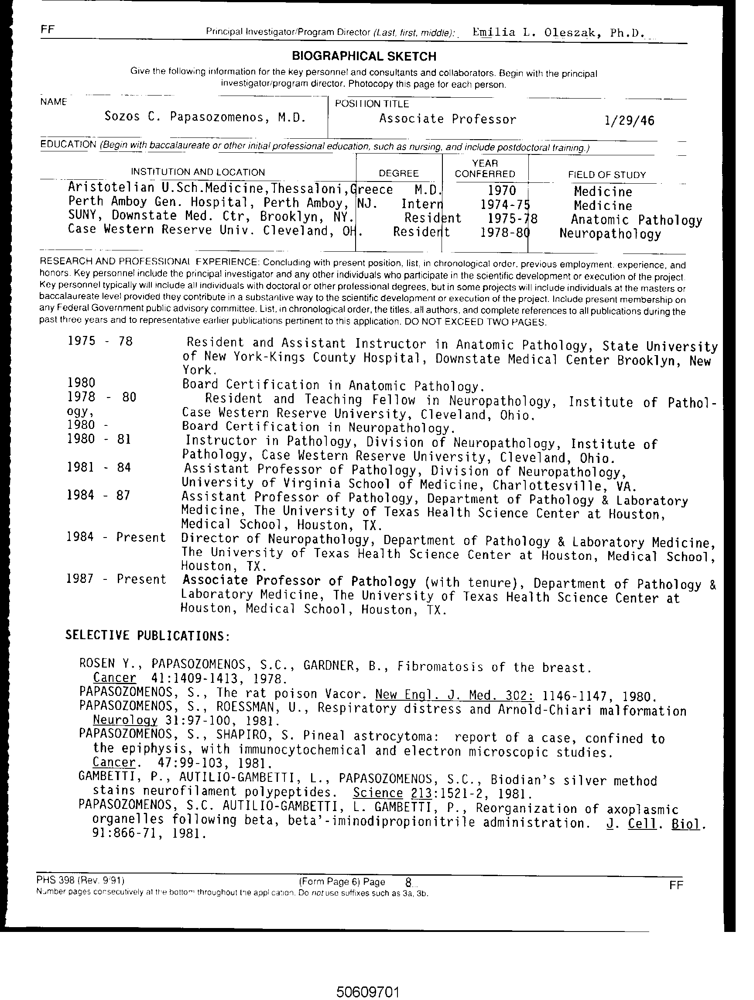 FF Principal Investigator/Program Director (Last, first, middle): Emilia L. Oleszak, Ph.D.
BIOGRAPHICAL SKETCH
Give the following information for the key personnel and consultants and collaborators. Begin with the principal
investigator/program director. Photocopy this page for each person.
NAME POSITION TITLE
Sozos C. Papasozomenos, M.D. Associate Professor 1/29/46
EDUCATION (Begin with baccalaureate or other initial professional education, such as nursing, and include postdoctoral training.)
INSTITUTION AND LOCATION DEGREE YEAR CONFERRED FIELD OF STUDY
Aristotelian U.Sch.Medicine,Thessaloni,Greece M.D. 1970 Medicine
Perth Amboy Gen. Hospital, Perth Amboy, NJ. Intern 1974-75 Medicine
SUNY, Downstate Med. Ctr, Brooklyn, NY. Resident 1975-78 Anatomic Pathology
Case Western Reserve Univ. Cleveland, OH. Resident 1978-80 Neuropathology
RESEARCH AND PROFESSIONAL EXPERIENCE: Concluding with present position, list, in chronological order, previous employment, experience, and
honors. Key personnel include the principal investigator and any other individuals who participate in the scientific development or execution of the project.
Key personnel typically will include all individuals with doctoral or other professional degrees, but in some projects will include individuals at the masters or
baccalaureate level provided they contribute in a substantive way to the scientific development or execution of the project. Include present membership on
any Federal Government public advisory committee. List, in chronological order, the titles, all authors, and complete references to all publications during the
past three years and to representative earlier publications pertinent to this application. DO NOT EXCEED TWO PAGES.
1975 - 78 Resident and Assistant Instructor in Anatomic Pathology, State University
of New York-Kings County Hospital, Downstate Medical Center Brooklyn, New
York.
1980 Board Certification in Anatomic Pathology.
1978 - 80 Resident and Teaching Fellow in Neuropathology, Institute of Pathol-
ogy, Case Western Reserve University, Cleveland, Ohio.
1980 - Board Certification in Neuropathology.
1980 - 81 Instructor in Pathology, Division of Neuropathology, Institute of
Pathology, Case Western Reserve University, Cleveland, Ohio.
1981 - 84 Assistant Professor of Pathology, Division of Neuropathology,
University of Virginia School of Medicine, Charlottesville, VA.
1984 - 87 Assistant Professor of Pathology, Department of Pathology & Laboratory
Medicine, The University of Texas Health Science Center at Houston,
Medical School, Houston, TX.
1984 - Present Director of Neuropathology, Department of Pathology & Laboratory Medicine,
The University of Texas Health Science Center at Houston, Medical School,
Houston, TX.
1987 - Present Associate Professor of Pathology (with tenure), Department of Pathology &
Laboratory Medicine, The University of Texas Health Science Center at
Houston, Medical School, Houston, TX.
SELECTIVE PUBLICATIONS:
ROSEN Y., PAPASOZOMENOS, S.C., GARDNER, B., Fibromatosis of the breast.
Cancer 41:1409-1413, 1978.
PAPASOZOMENOS, S., The rat poison Vacor. New Engl. J. Med. 302: 1146-1147, 1980.
PAPASOZOMENOS, S., ROESSMAN, U., Respiratory distress and Arnold-Chiari malformation
Neurology 31:97-100, 1981.
PAPASOZOMENOS, S., SHAPIRO, S. Pineal astrocytoma: report of a case, confined to
the epiphysis, with immunocytochemical and electron microscopic studies.
Cancer. 47:99-103, 1981.
GAMBETTI, P., AUTILIO-GAMBETTI, L., PAPASOZOMENOS, S.C., Biodian's silver method
stains neurofilament polypeptides. Science 213:1521-2, 1981.
PAPASOZOMENOS, S.C. AUTILIO-GAMBETTI, L. GAMBETTI, P., Reorganization of axoplasmic
organelles following beta, beta'-iminodipropionitrile administration. J. Cell. Biol.
91:866-71, 1981.
PHS 398 (Rev. 9/91) (Form Page 6) Page 8 FF
Number pages consecutively at the bottom throughout the application. Do not use suffixes such as 3a, 3b.
50609701